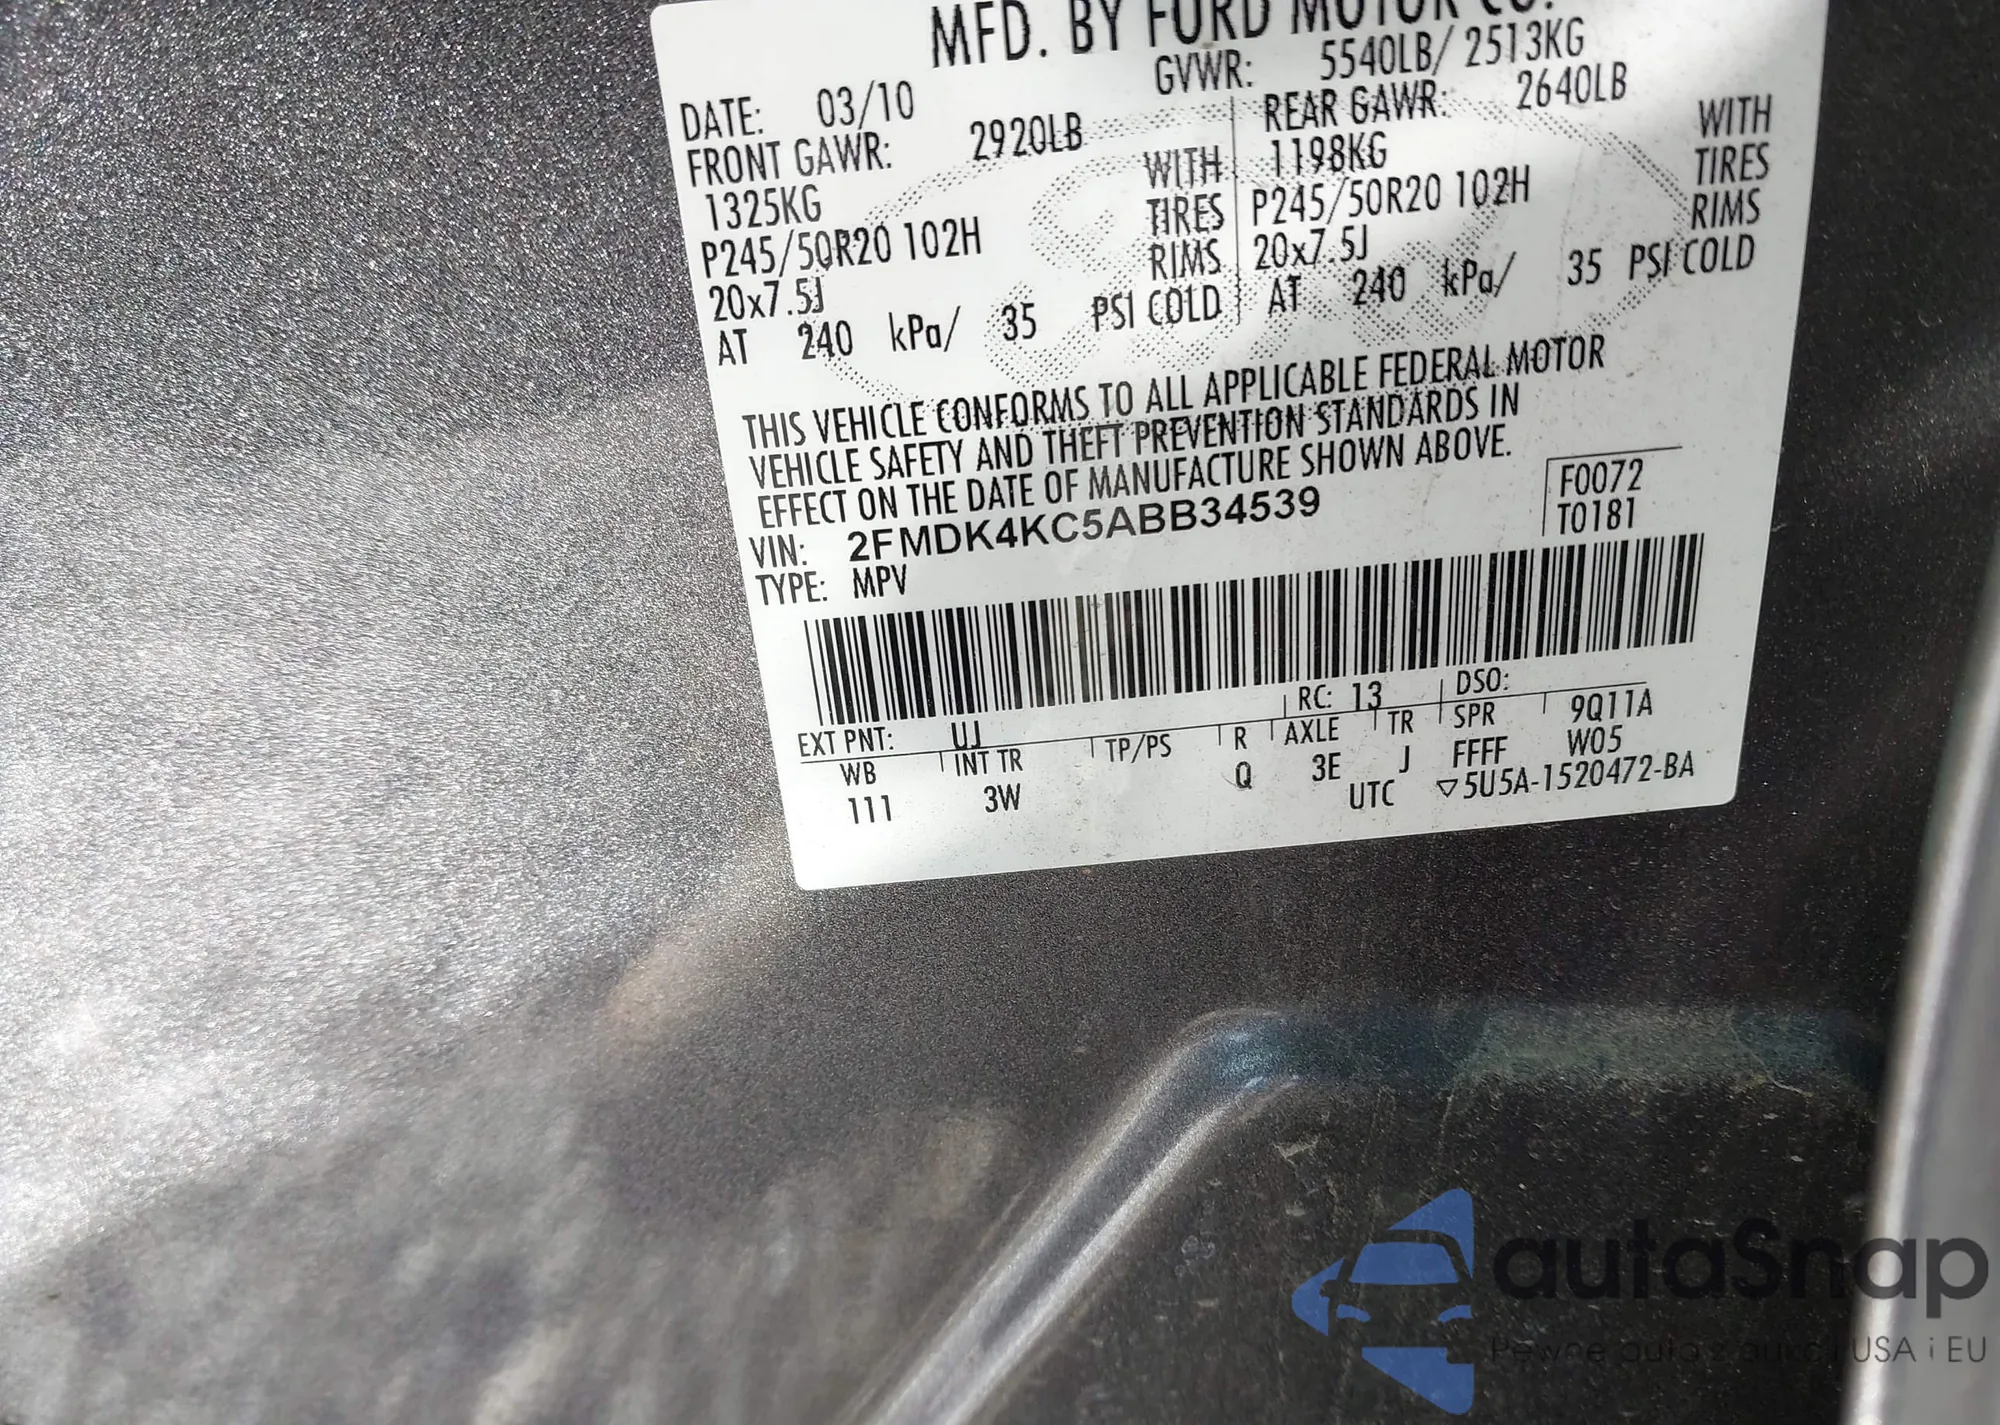 MFD. BY FORD MOTOR CO.
DATE: 03/10 GVWR: 5540LB/ 2513KG
FRONT GAWR: 2920LB REAR GAWR: 2640LB
1325KG WITH 1198KG WITH
P245/50R20 102H TIRES P245/50R20 102H TIRES
20x7.5J RIMS 20x7.5J RIMS
AT 240 kPa/ 35 PSI COLD AT 240 kPa/ 35 PSI COLD
THIS VEHICLE CONFORMS TO ALL APPLICABLE FEDERAL MOTOR
VEHICLE SAFETY AND THEFT PREVENTION STANDARDS IN
EFFECT ON THE DATE OF MANUFACTURE SHOWN ABOVE.
VIN: 2FMDK4KC5ABB34539 F0072
TYPE: MPV T0181
EXT PNT: UJ RC: 13 DSO:
WB INT TR TP/PS R AXLE TR SPR 9Q11A
111 3W Q 3E J FFFF W05
UTC ▽5U5A-1520472-BA
autoSnap
Pewne auta z aukcji USA i EU